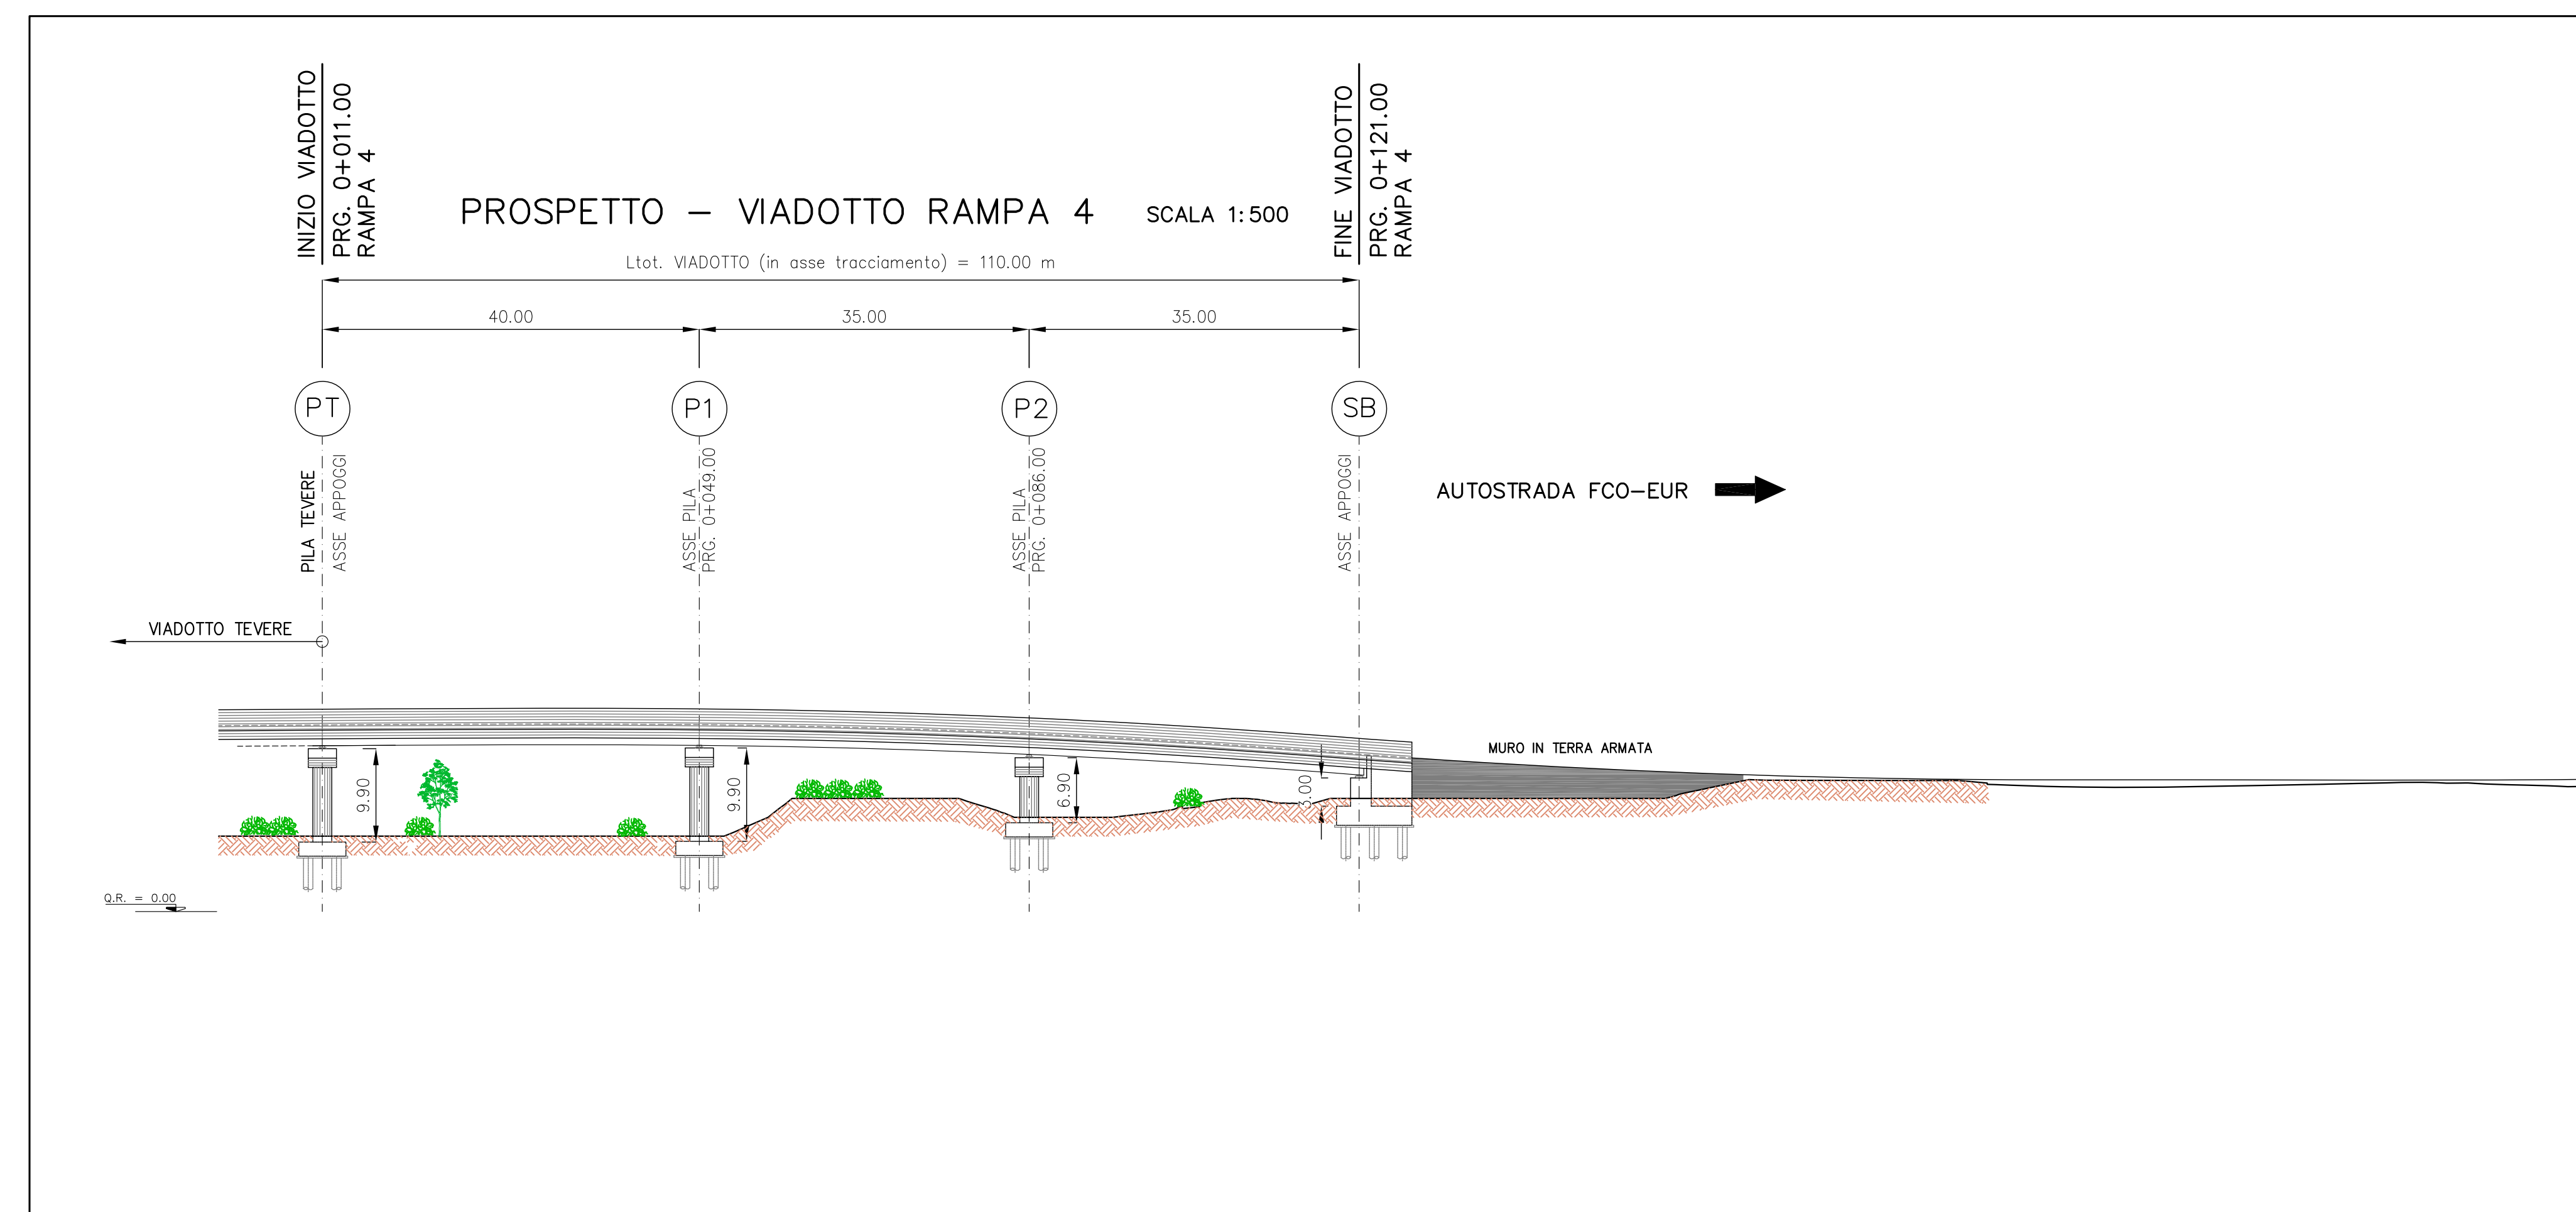 INIZIO VIADOTTO
PRG. 0+011.00
RAMPA 4
FINE VIADOTTO
PRG. 0+121.00
RAMPA 4
PROSPETTO – VIADOTTO RAMPA 4 SCALA 1:500
Ltot. VIADOTTO (in asse tracciamento) = 110.00 m
40.00 35.00 35.00
PT P1 P2 SB
PILA TEVERE
ASSE APPOGGI
ASSE PILA
PRG. 0+049.00
ASSE PILA
PRG. 0+086.00
ASSE APPOGGI
AUTOSTRADA FCO–EUR
VIADOTTO TEVERE
MURO IN TERRA ARMATA
9.90 9.90 6.90 3.00
Q.R. = 0.00